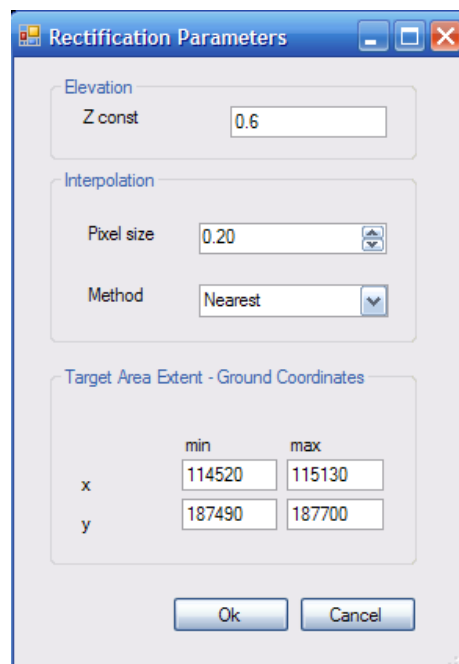 Rectification Parameters
Elevation
Z const 0.6
Interpolation
Pixel size 0.20
Method Nearest
Target Area Extent - Ground Coordinates
min max
x 114520 115130
y 187490 187700
Ok Cancel